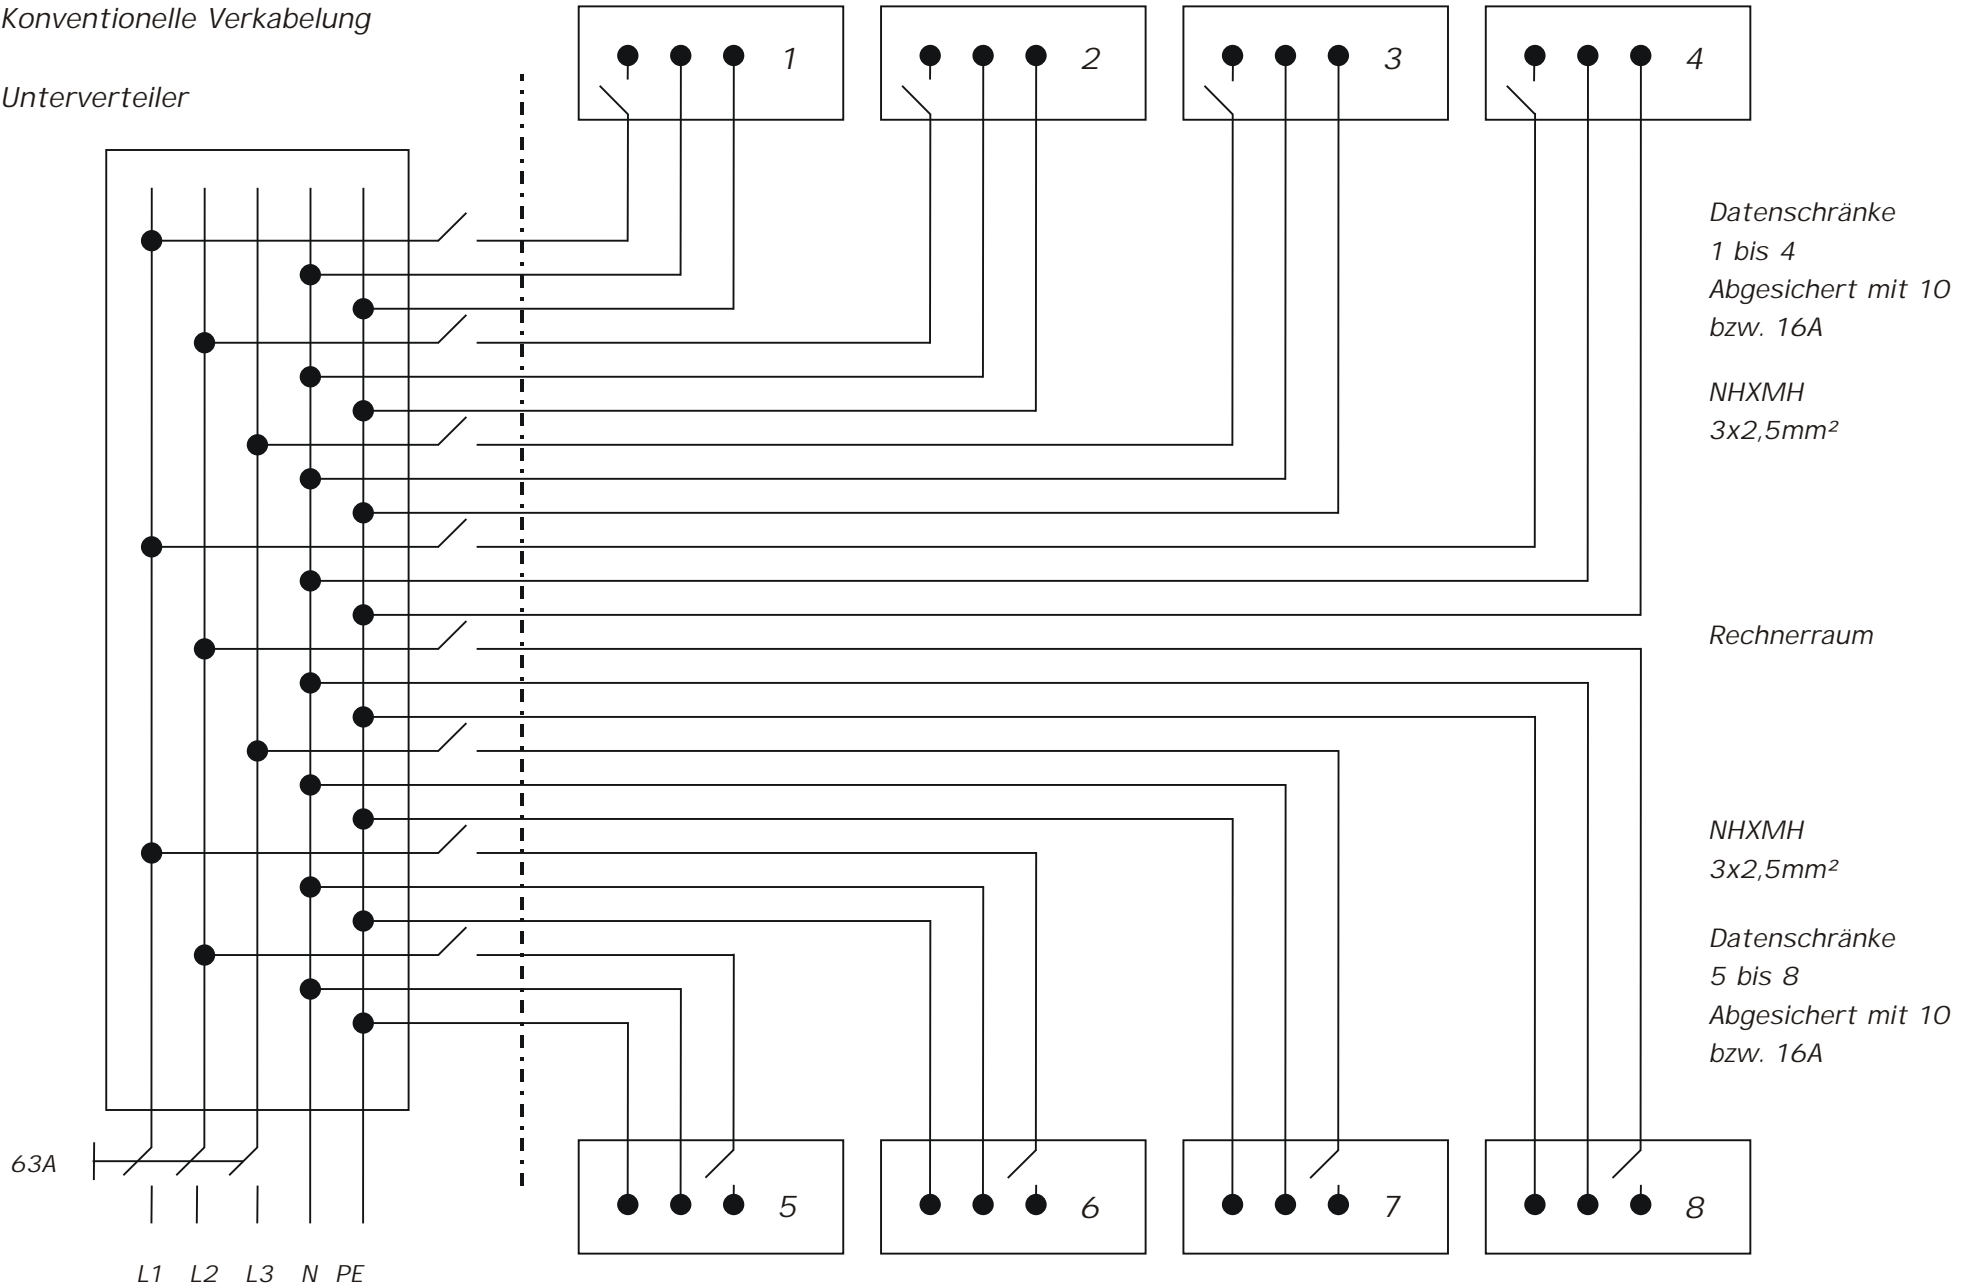 Konventionelle Verkabelung
Unterverteiler
1
2
3
4
Datenschränke
1 bis 4
Abgesichert mit 10
bzw. 16A
NHXMH
3x2,5mm²
Rechnerraum
NHXMH
3x2,5mm²
Datenschränke
5 bis 8
Abgesichert mit 10
bzw. 16A
63A
5
6
7
8
L1 L2 L3 N PE